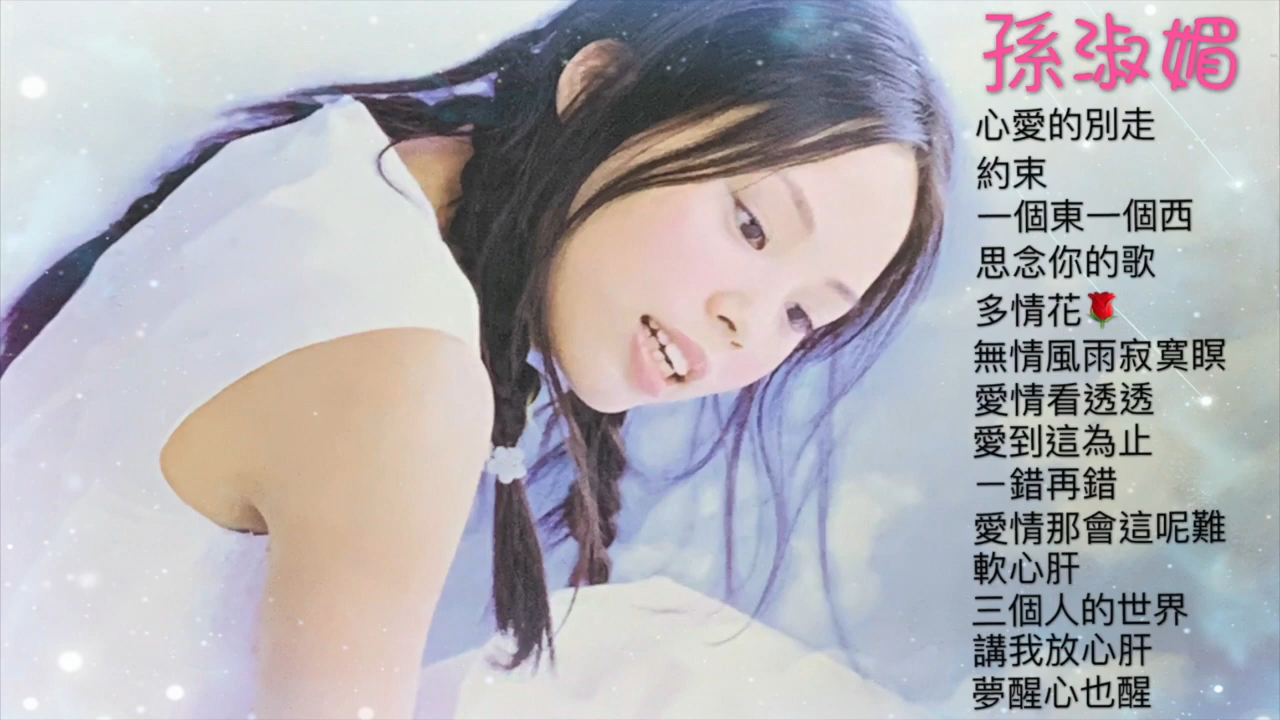 孫淑媚
心愛的別走
約束
一個東一個西
思念你的歌
多情花🌹
無情風雨寂寞暝
愛情看透透
愛到這為止
一錯再錯
愛情那會這呢難
軟心肝
三個人的世界
講我放心肝
夢醒心也醒